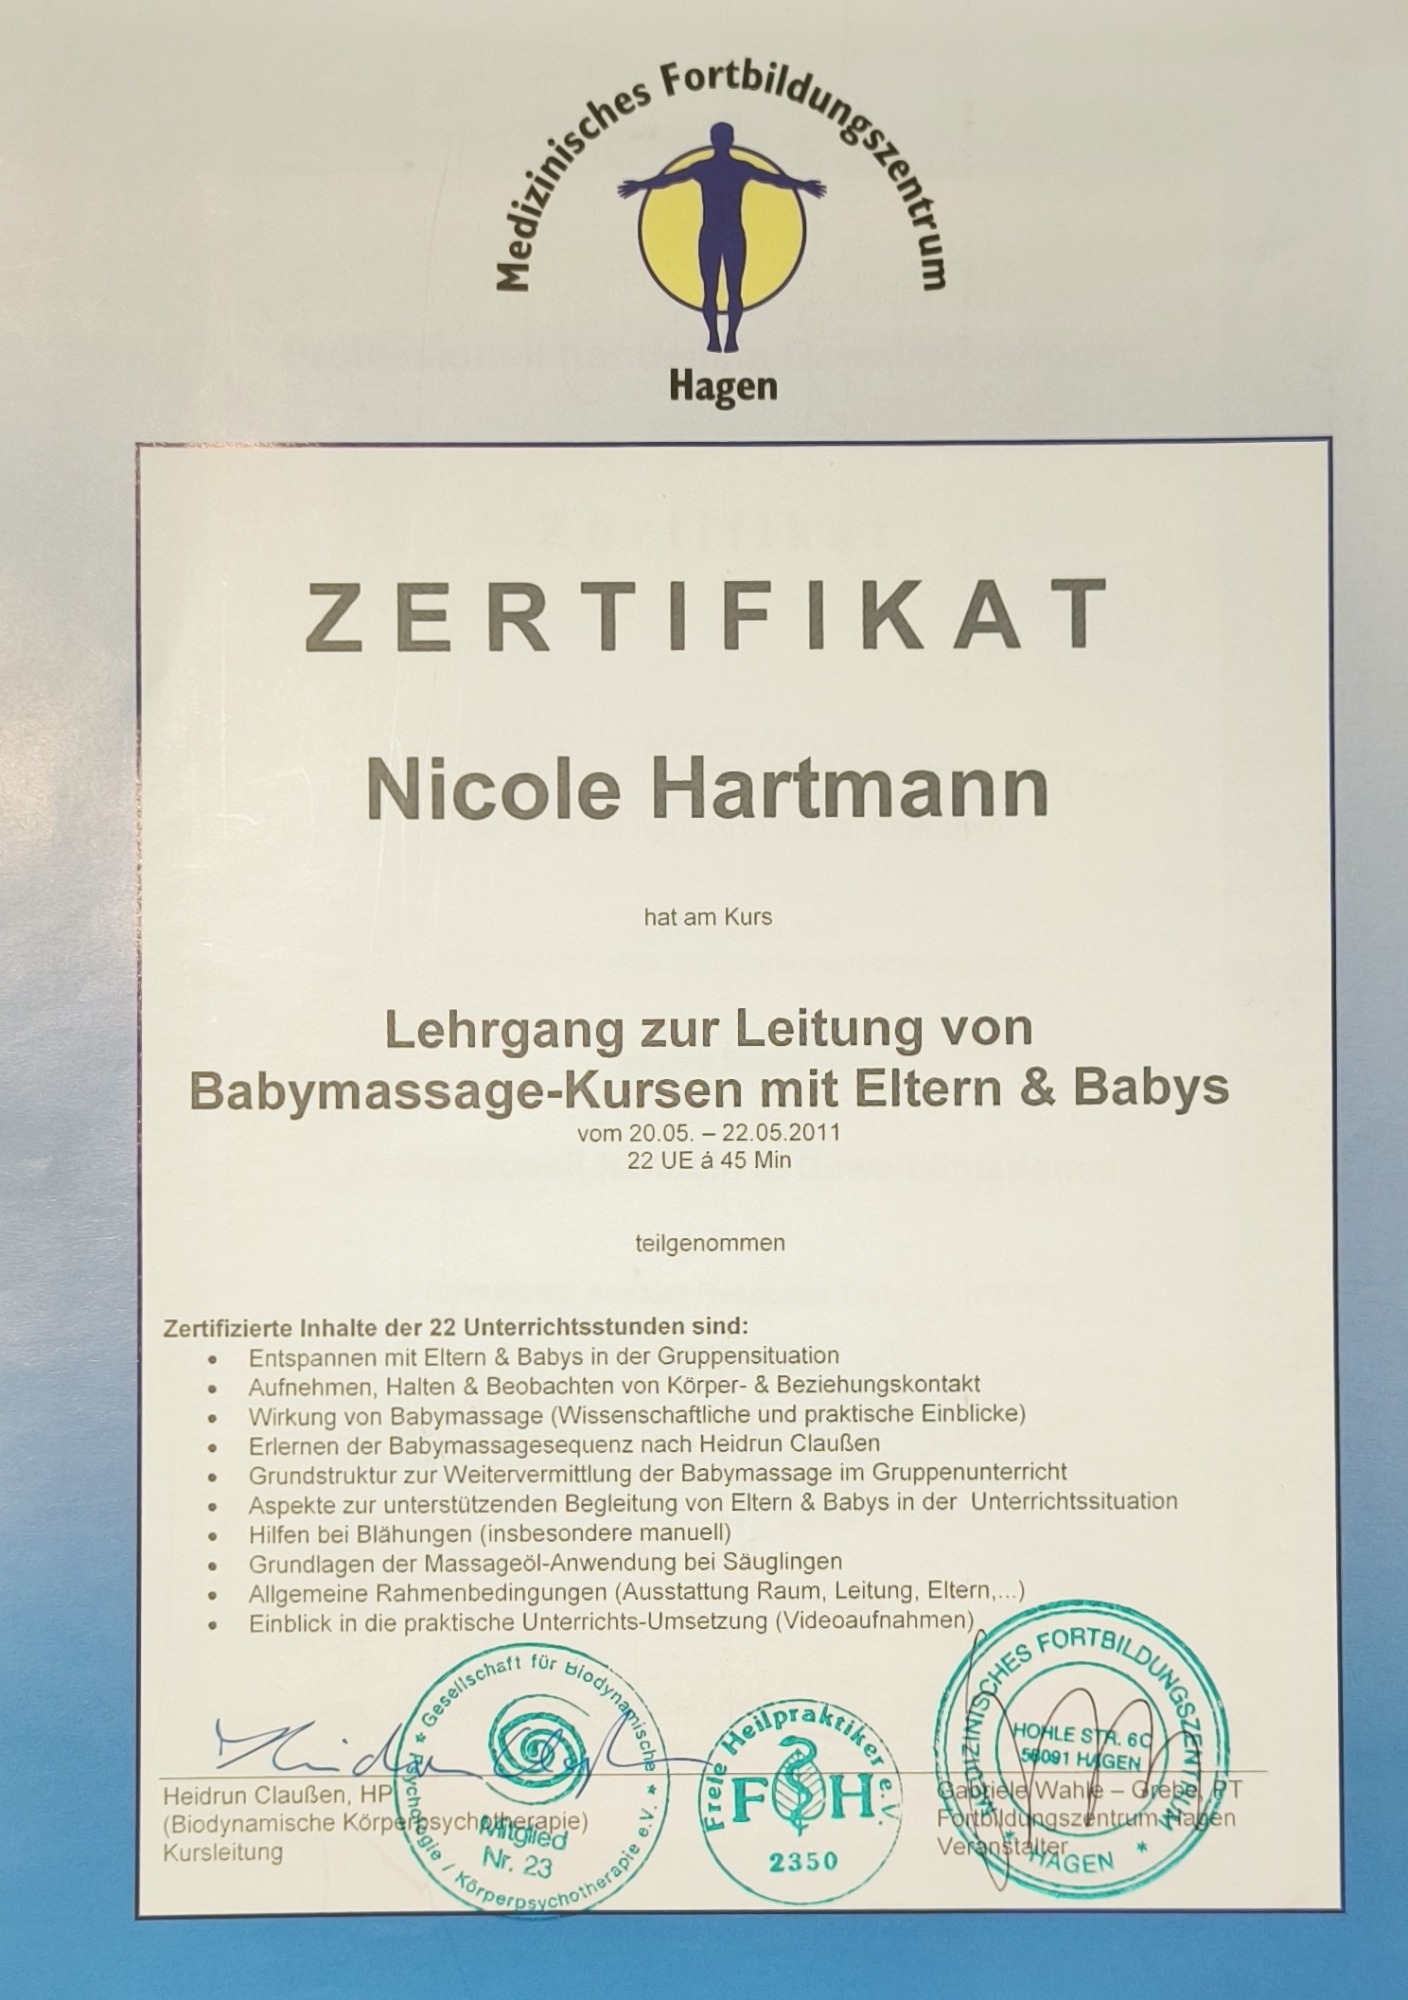 Medizinisches Fortbildungszentrum
Hagen
ZERTIFIKAT
Nicole Hartmann
hat am Kurs
Lehrgang zur Leitung von
Babymassage-Kursen mit Eltern & Babys
vom 20.05. – 22.05.2011
22 UE á 45 Min
teilgenommen
Zertifizierte Inhalte der 22 Unterrichtsstunden sind:
• Entspannen mit Eltern & Babys in der Gruppensituation
• Aufnehmen, Halten & Beobachten von Körper- & Beziehungskontakt
• Wirkung von Babymassage (Wissenschaftliche und praktische Einblicke)
• Erlernen der Babymassagesequenz nach Heidrun Claußen
• Grundstruktur zur Weitervermittlung der Babymassage im Gruppenunterricht
• Aspekte zur unterstützenden Begleitung von Eltern & Babys in der Unterrichtssituation
• Hilfen bei Blähungen (insbesondere manuell)
• Grundlagen der Massageöl-Anwendung bei Säuglingen
• Allgemeine Rahmenbedingungen (Ausstattung Raum, Leitung, Eltern,...)
• Einblick in die praktische Unterrichts-Umsetzung (Videoaufnahmen)
Heidrun Claußen, HP
(Biodynamische Körperpsychotherapie)
Kursleitung
* Gesellschaft für Biodynamische *
Psychologie / Körperpsychotherapie e.V.
Mitglied
Nr. 23
Freie Heilpraktiker e.V.
F H
2350
MEDIZINISCHES FORTBILDUNGSZENTRUM
HOHLE STR. 6C
58091 HAGEN
* HAGEN *
Gabriele Wahle – Grebe, PT
Fortbildungszentrum Hagen
Veranstalter